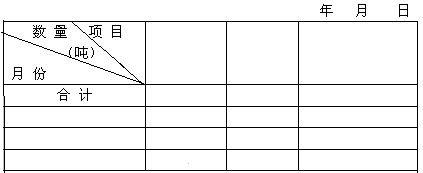 年 月 日
数 量 项 目
(吨)
月 份
合 计